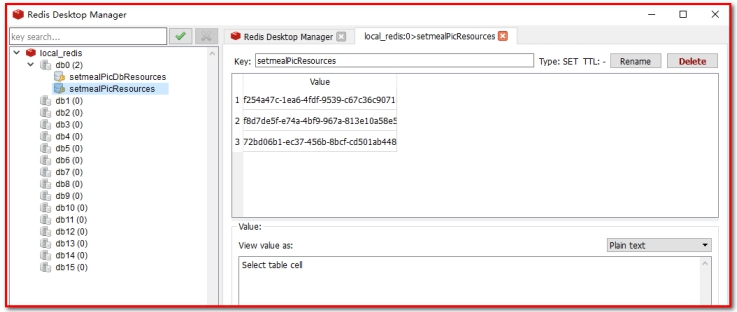 Redis Desktop Manager
key search...
local_redis
db0 (2)
setmealPicDbResources
setmealPicResources
db1 (0)
db2 (0)
db3 (0)
db4 (0)
db5 (0)
db6 (0)
db7 (0)
db8 (0)
db9 (0)
db10 (0)
db11 (0)
db12 (0)
db13 (0)
db14 (0)
db15 (0)
Redis Desktop Manager
local_redis:0>setmealPicResources
Key: setmealPicResources Type: SET TTL: - Rename Delete
Value
1 f254a47c-1ea6-4fdf-9539-c67c36c9071
2 f8d7de5f-e74a-4bf9-967a-813e10a58e5
3 72bd06b1-ec37-456b-8bcf-cd501ab448
Value:
View value as: Plain text
Select table cell